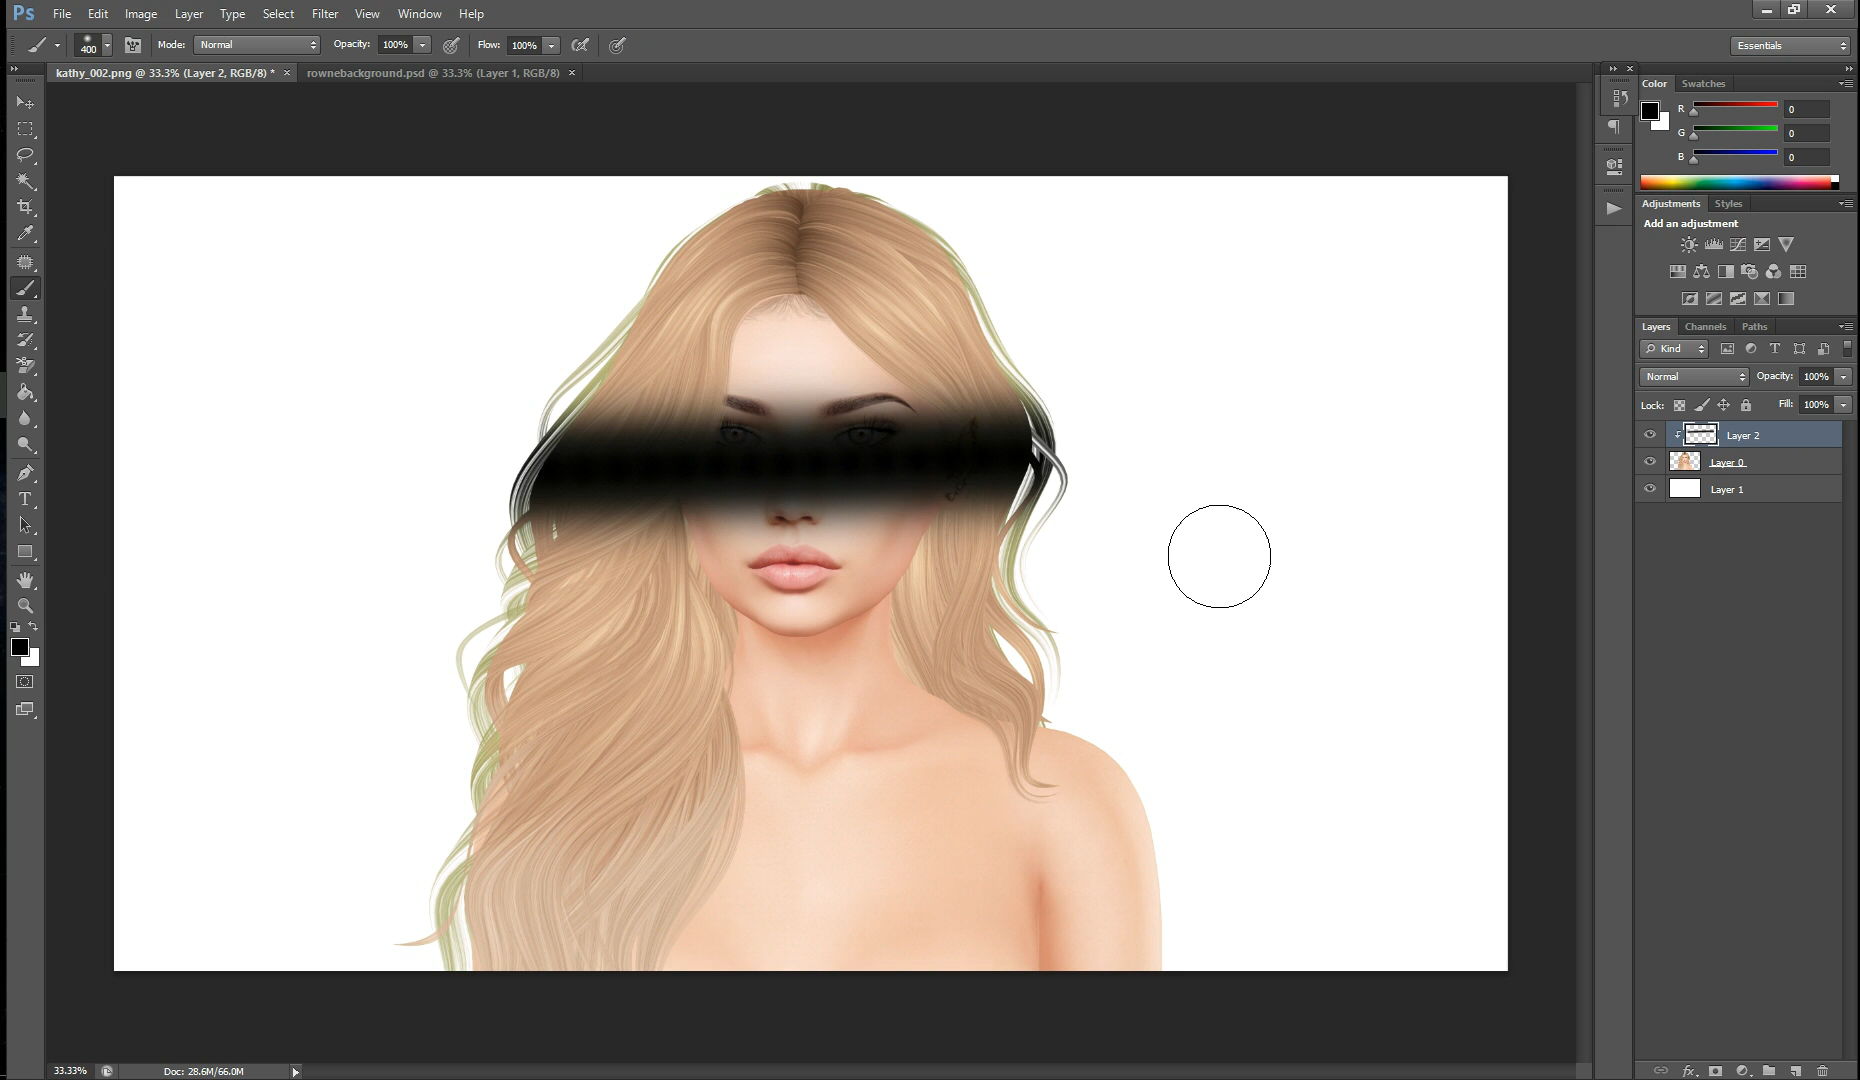 Ps File Edit Image Layer Type Select Filter View Window Help
400 Mode: Normal Opacity: 100% Flow: 100% Essentials
kathy_002.png @ 33.3% (Layer 2, RGB/8) * × rownebackground.psd @ 33.3% (Layer 1, RGB/8) ×
Color Swatches
R 0
G 0
B 0
Adjustments Styles
Add an adjustment
Layers Channels Paths
Kind
Normal Opacity: 100%
Lock: Fill: 100%
Layer 2
Layer 0
Layer 1
33.33% Doc: 28.6M/66.0M
fx